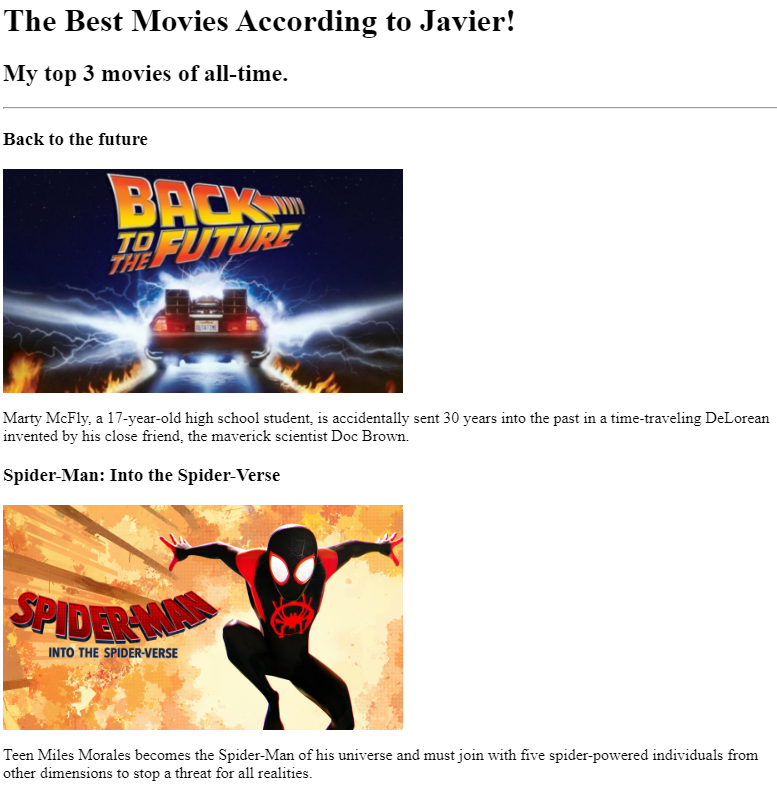 The Best Movies According to Javier!
My top 3 movies of all-time.
Back to the future
BACK
TO THE FUTURE
Marty McFly, a 17-year-old high school student, is accidentally sent 30 years into the past in a time-traveling DeLorean
invented by his close friend, the maverick scientist Doc Brown.
Spider-Man: Into the Spider-Verse
SPIDER-MAN
INTO THE SPIDER-VERSE
Teen Miles Morales becomes the Spider-Man of his universe and must join with five spider-powered individuals from
other dimensions to stop a threat for all realities.